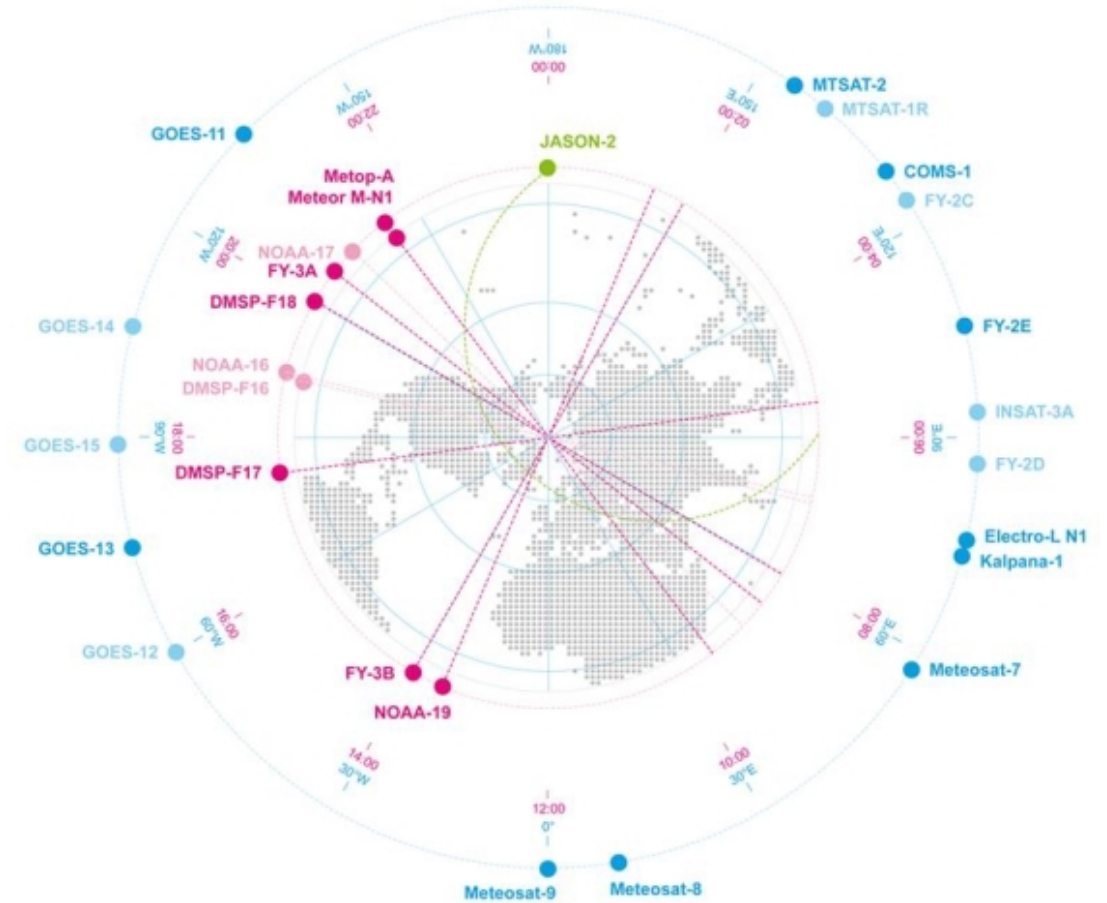 180°W
00:00
150°W
22:00
150°E
02:00
MTSAT-2
MTSAT-1R
GOES-11
JASON-2
COMS-1
Metop-A
Meteor M-N1
FY-2C
120°W
20:00
120°E
04:00
NOAA-17
FY-3A
DMSP-F18
GOES-14
FY-2E
NOAA-16
DMSP-F16
INSAT-3A
GOES-15
90°W
18:00
06:00
90°E
FY-2D
DMSP-F17
GOES-13
Electro-L N1
Kalpana-1
16:00
60°W
08:00
60°E
GOES-12
Meteosat-7
FY-3B
NOAA-19
14:00
30°W
10:00
30°E
12:00
0°
Meteosat-9
Meteosat-8